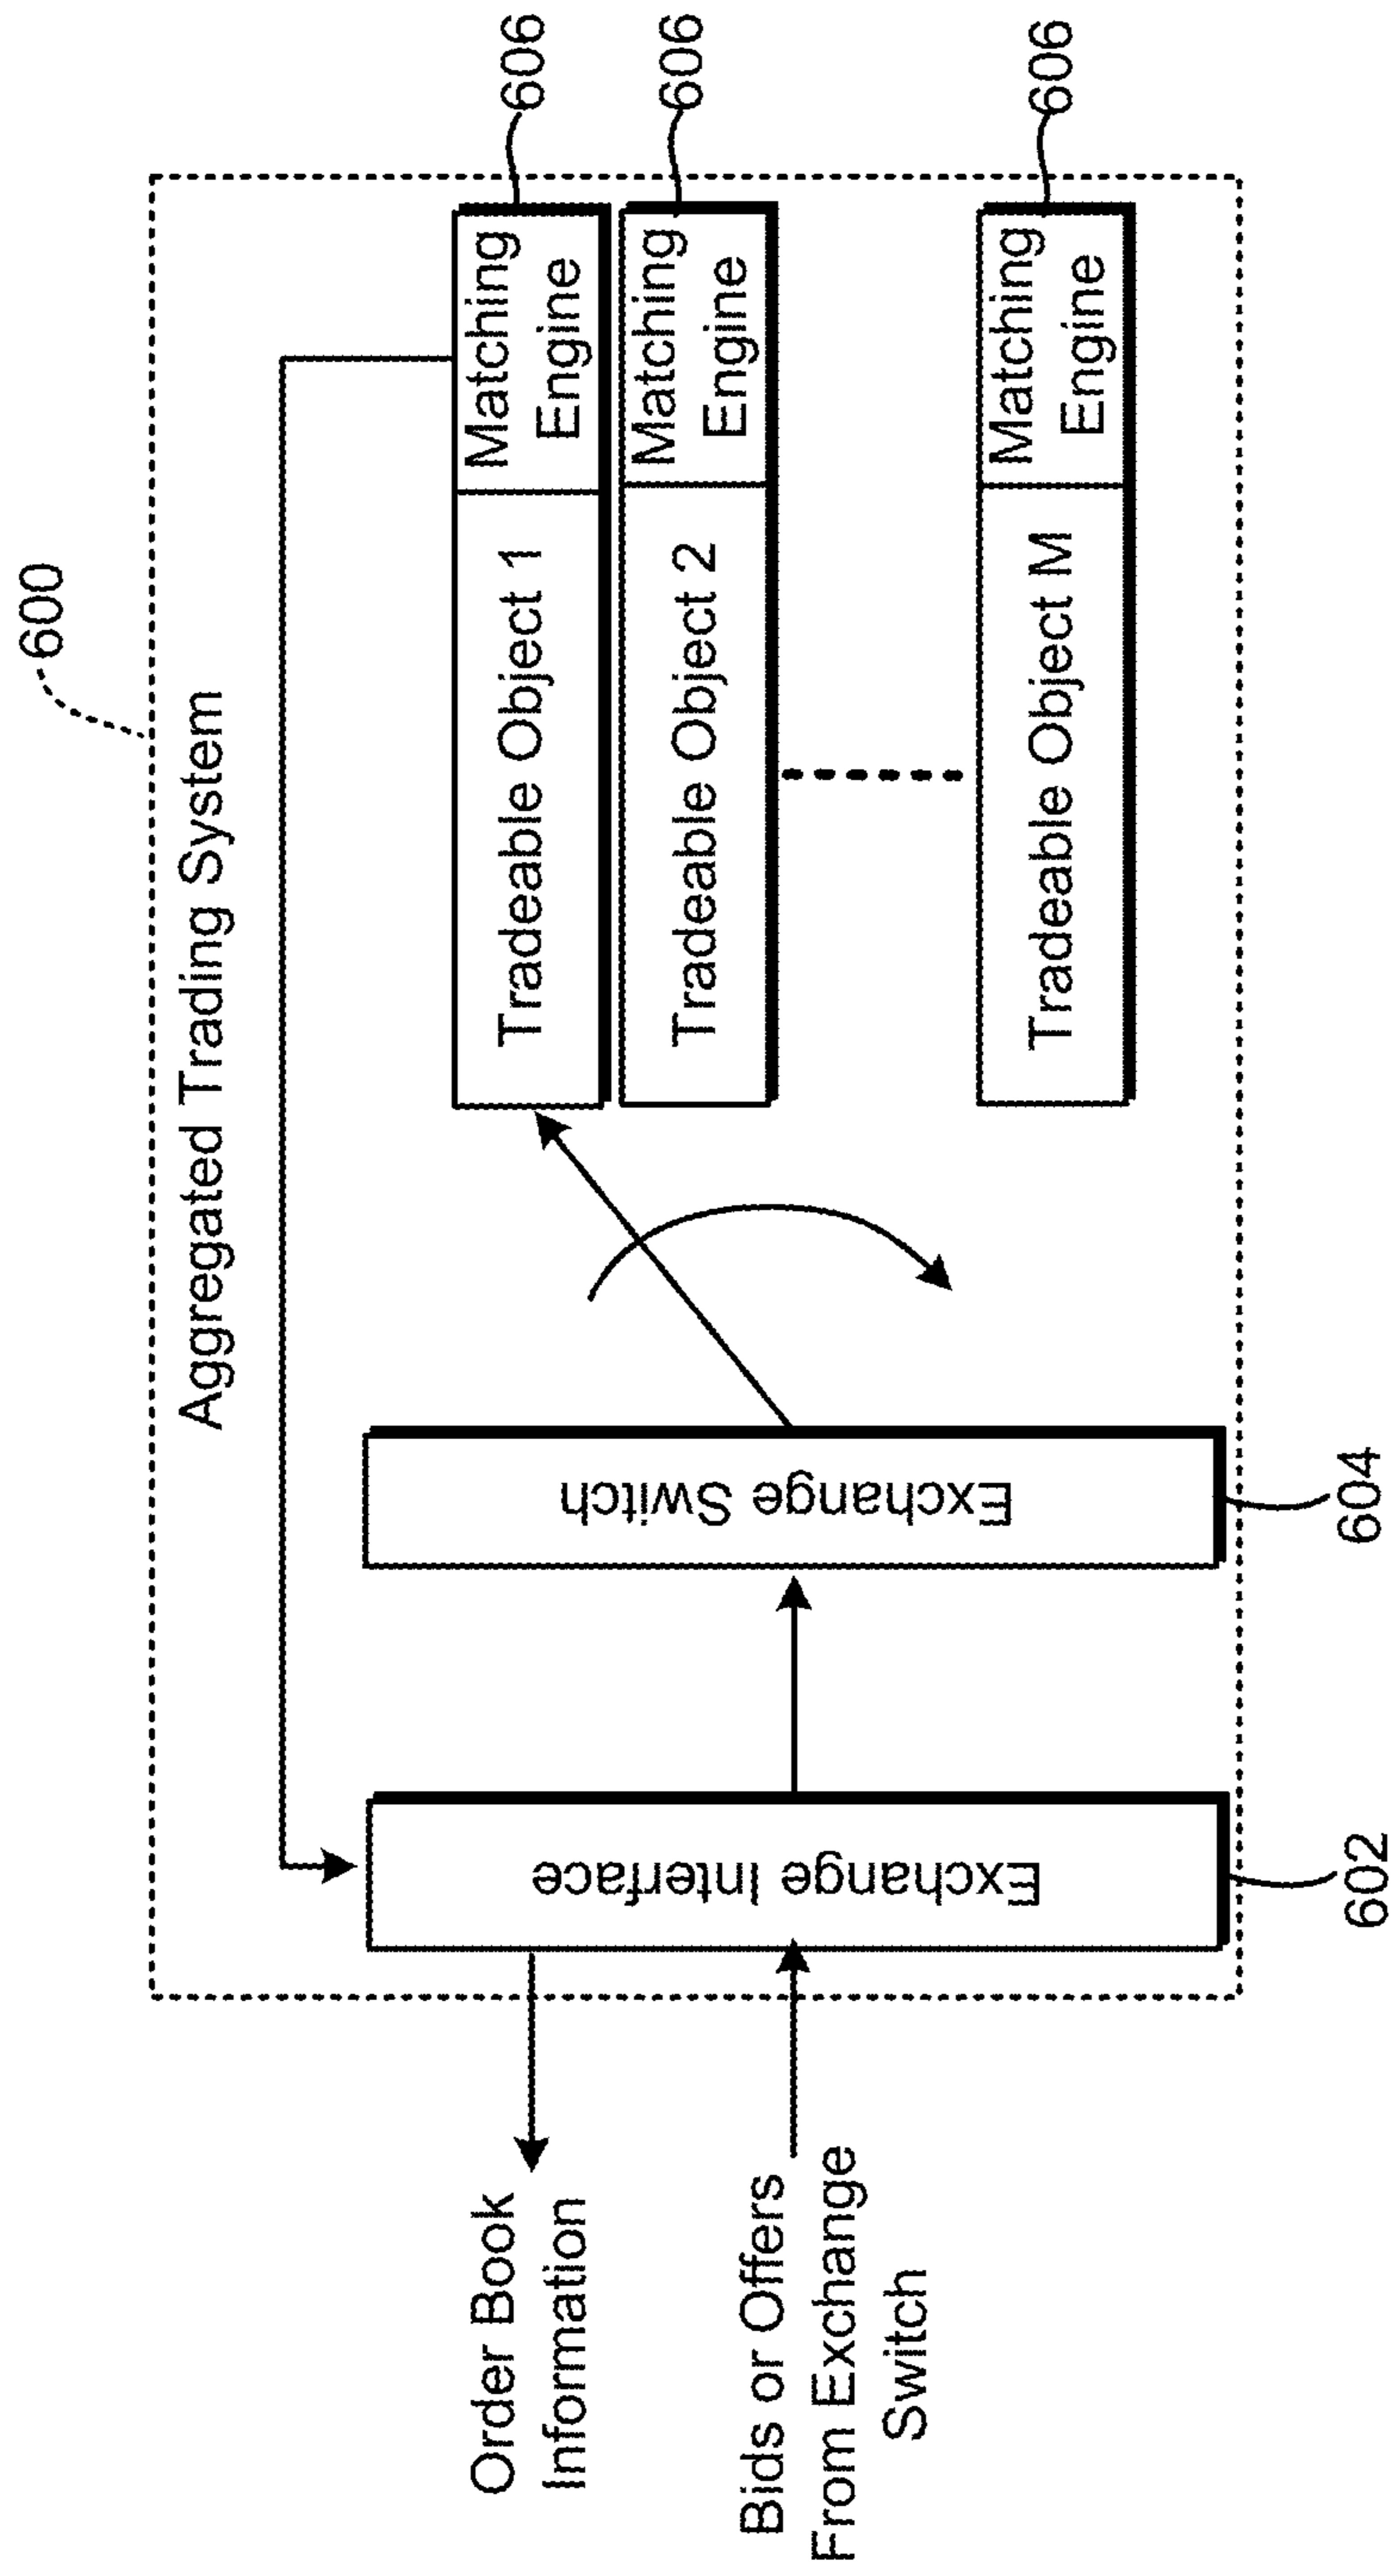 600
Aggregated Trading System
Order Book
Information
Bids or Offers
From Exchange
Switch
Exchange Interface
602
Exchange Switch
604
Tradeable Object 1
Matching
Engine
606
Tradeable Object 2
Matching
Engine
606
Tradeable Object M
Matching
Engine
606